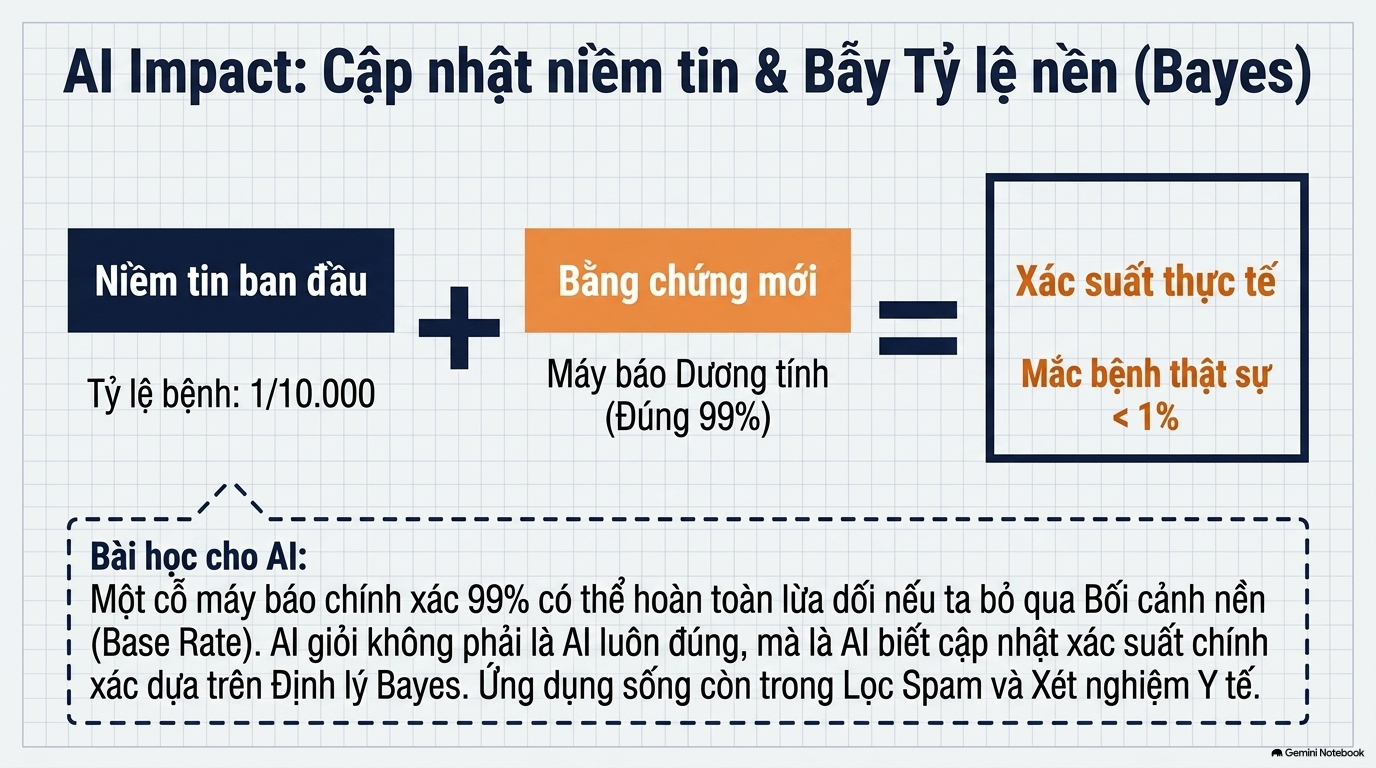 AI Impact: Cập nhật niềm tin & Bẫy Tỷ lệ nền (Bayes)
Niềm tin ban đầu
Tỷ lệ bệnh: 1/10.000
+
Bằng chứng mới
Máy báo Dương tính
(Đúng 99%)
=
Xác suất thực tế
Mắc bệnh thật sự
< 1%
Bài học cho AI:
Một cỗ máy báo chính xác 99% có thể hoàn toàn lừa dối nếu ta bỏ qua Bối cảnh nền
(Base Rate). AI giỏi không phải là AI luôn đúng, mà là AI biết cập nhật xác suất chính
xác dựa trên Định lý Bayes. Ứng dụng sống còn trong Lọc Spam và Xét nghiệm Y tế.
Gemini Notebook